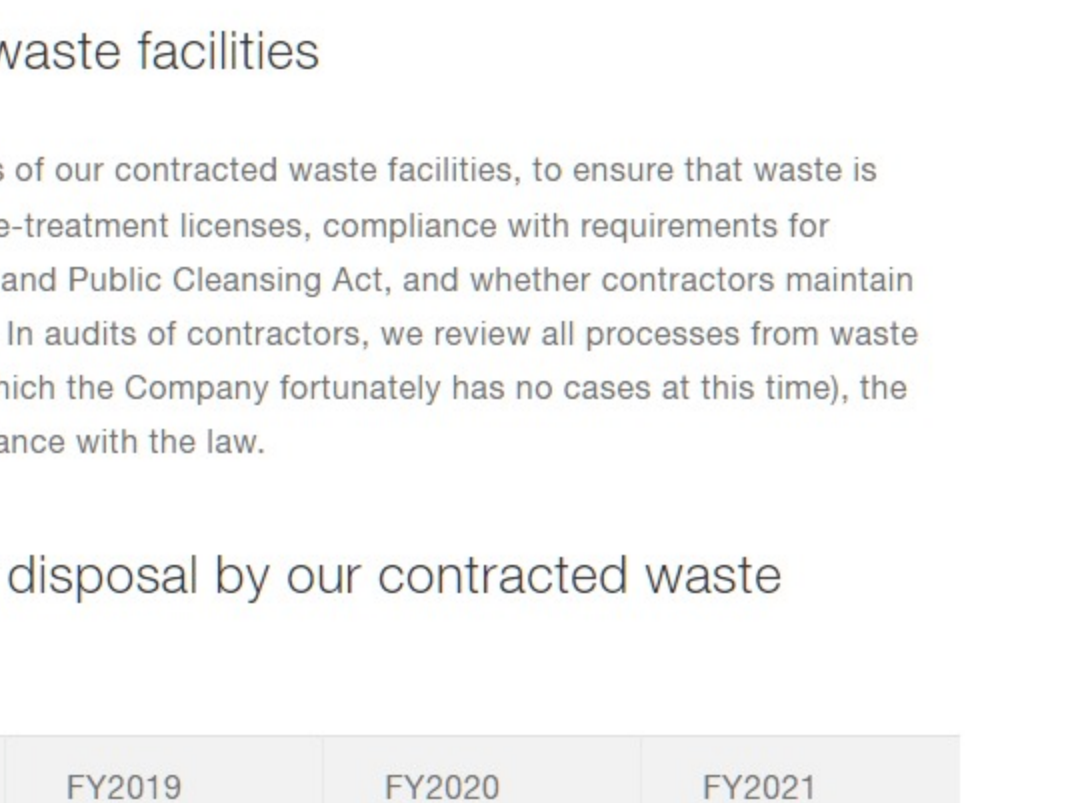 waste facilities
of our contracted waste facilities, to ensure that waste is
-treatment licenses, compliance with requirements for
and Public Cleansing Act, and whether contractors maintain
In audits of contractors, we review all processes from waste
the Company fortunately has no cases at this time), the
with the law.
disposal by our contracted waste
FY2019 FY2020 FY2021